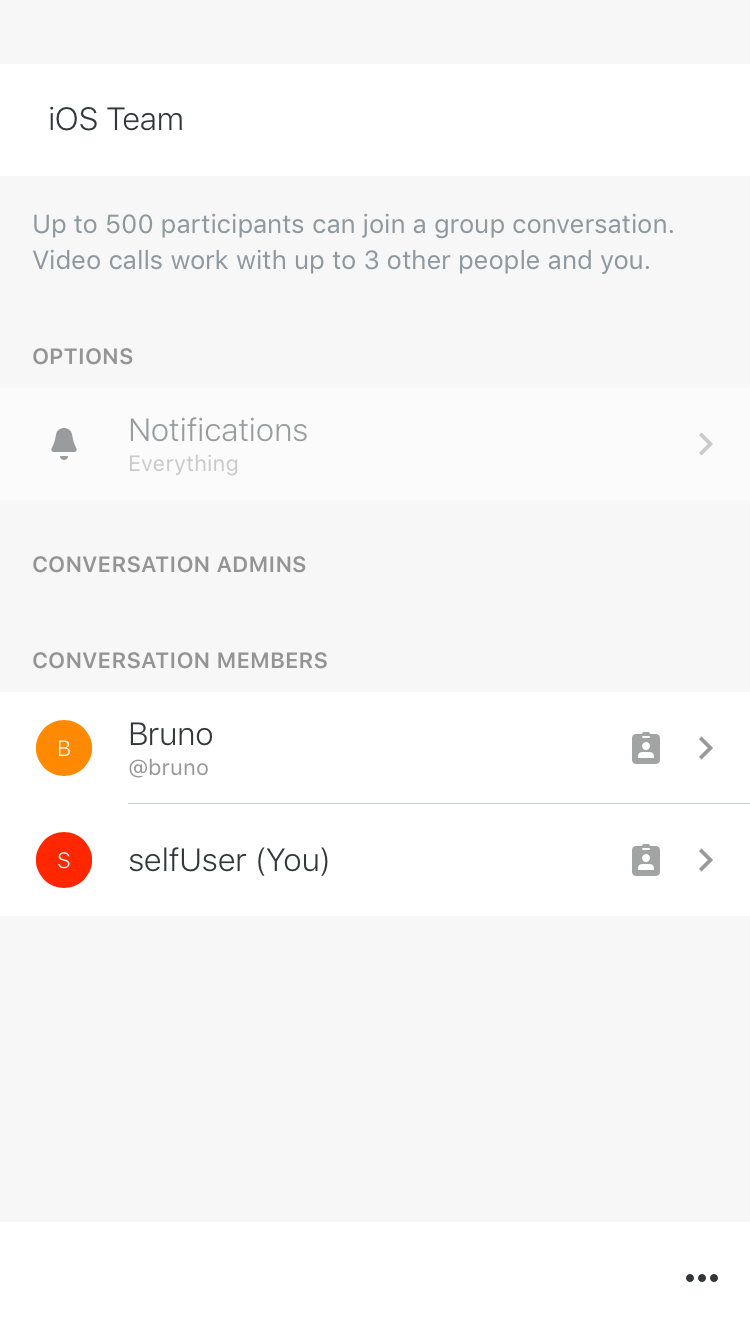 iOS Team
Up to 500 participants can join a group conversation.
Video calls work with up to 3 other people and you.
OPTIONS
Notifications
Everything
CONVERSATION ADMINS
CONVERSATION MEMBERS
B
Bruno
@bruno
S
selfUser (You)